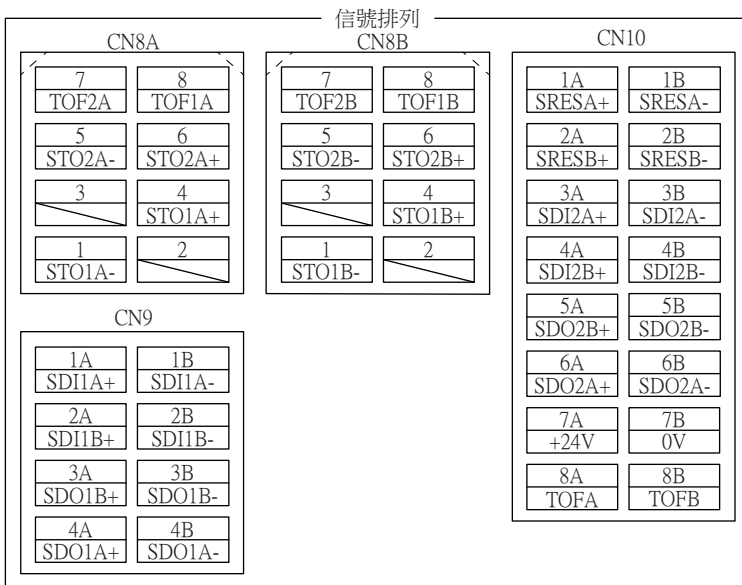 信號排列
CN8A
7 8
TOF2A TOF1A
5 6
STO2A- STO2A+
3 4
STO1A+
1 2
STO1A-
CN8B
7 8
TOF2B TOF1B
5 6
STO2B- STO2B+
3 4
STO1B+
1 2
STO1B-
CN9
1A 1B
SDI1A+ SDI1A-
2A 2B
SDI1B+ SDI1B-
3A 3B
SDO1B+ SDO1B-
4A 4B
SDO1A+ SDO1A-
CN10
1A 1B
SRESA+ SRESA-
2A 2B
SRESB+ SRESB-
3A 3B
SDI2A+ SDI2A-
4A 4B
SDI2B+ SDI2B-
5A 5B
SDO2B+ SDO2B-
6A 6B
SDO2A+ SDO2A-
7A 7B
+24V 0V
8A 8B
TOFA TOFB